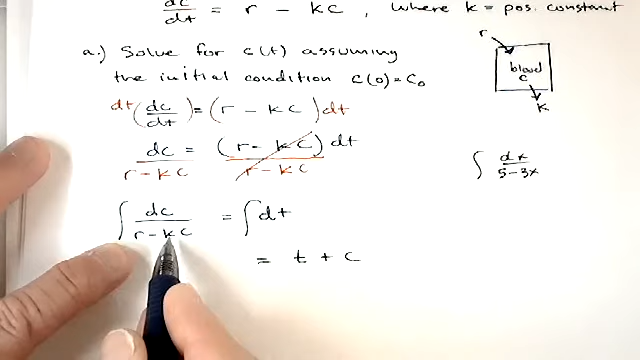 dc/dt = r - kc, where k = pos. constant
a.) Solve for c(t) assuming
the initial condition c(0) = C₀
dt(dc/dt) = (r - kc)dt
dc/(r - kc) = (r - kc)/(r - kc) dt
∫ dc/(r - kc) = ∫ dt
= t + c
r
blood
c
k
∫ dx/(5 - 3x)